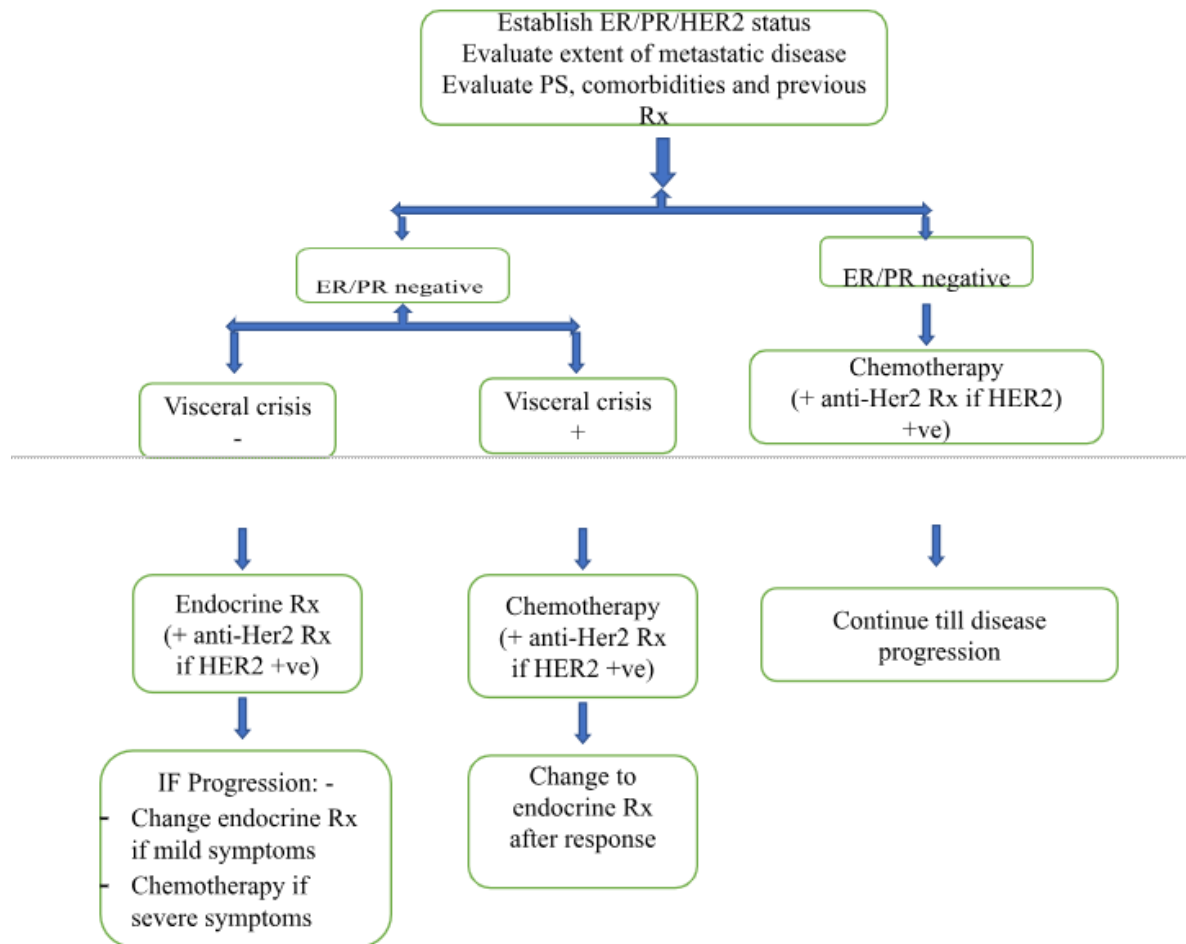 Establish ER/PR/HER2 status
Evaluate extent of metastatic disease
Evaluate PS, comorbidities and previous
Rx
ER/PR negative
ER/PR negative
Visceral crisis
-
Visceral crisis
+
Chemotherapy
(+ anti-Her2 Rx if HER2)
+ve)
Endocrine Rx
(+ anti-Her2 Rx
if HER2 +ve)
Chemotherapy
(+ anti-Her2 Rx
if HER2 +ve)
Continue till disease
progression
IF Progression: -
- Change endocrine Rx
if mild symptoms
- Chemotherapy if
severe symptoms
Change to
endocrine Rx
after response